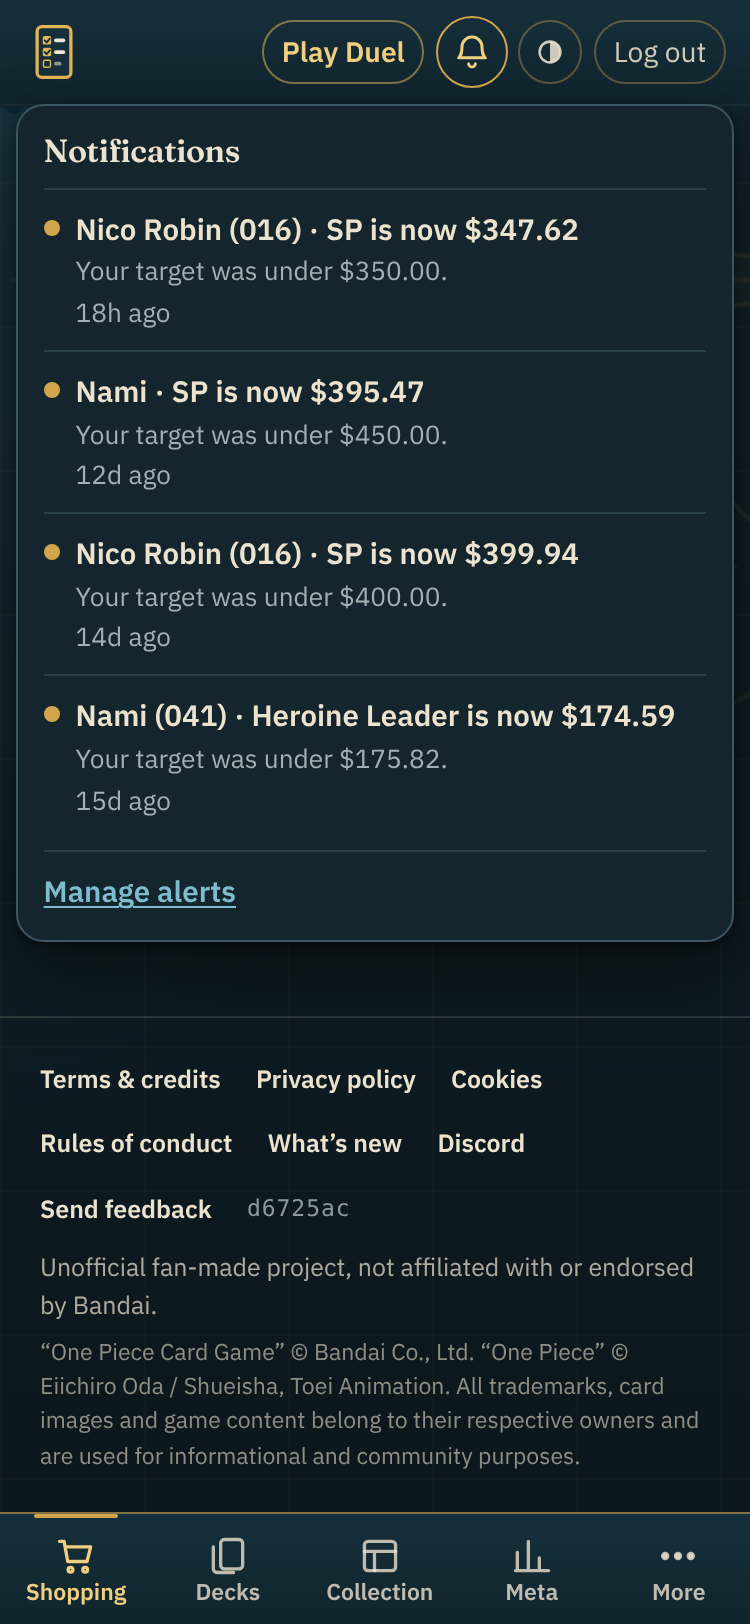 Play Duel
Log out
Notifications
Nico Robin (016) · SP is now $347.62
Your target was under $350.00.
18h ago
Nami · SP is now $395.47
Your target was under $450.00.
12d ago
Nico Robin (016) · SP is now $399.94
Your target was under $400.00.
14d ago
Nami (041) · Heroine Leader is now $174.59
Your target was under $175.82.
15d ago
Manage alerts
Terms & credits Privacy policy Cookies
Rules of conduct What’s new Discord
Send feedback d6725ac
Unofficial fan-made project, not affiliated with or endorsed
by Bandai.
“One Piece Card Game” © Bandai Co., Ltd. “One Piece” ©
Eiichiro Oda / Shueisha, Toei Animation. All trademarks, card
images and game content belong to their respective owners and
are used for informational and community purposes.
Shopping Decks Collection Meta More